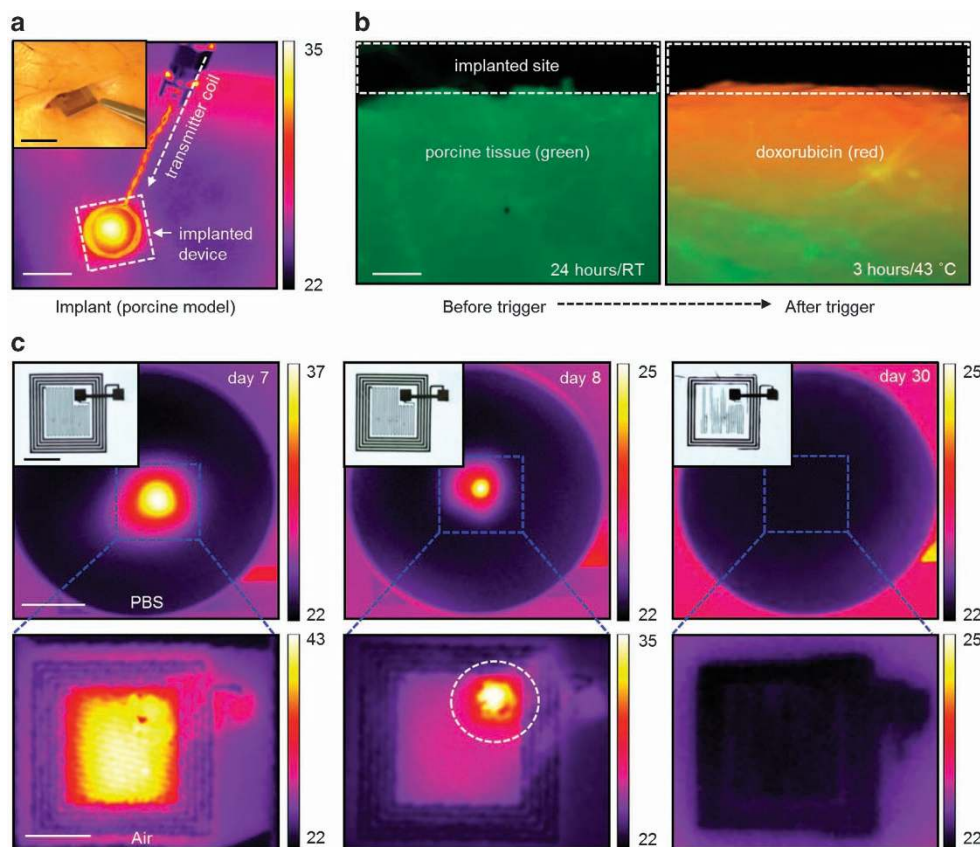 a
35
transmitter coil
implanted
device
22
Implant (porcine model)
b
implanted site
porcine tissue (green)
24 hours/RT
doxorubicin (red)
3 hours/43 ˚C
Before trigger
After trigger
c
day 7
37
PBS
22
day 8
25
22
day 30
25
22
43
Air
22
35
22
25
22